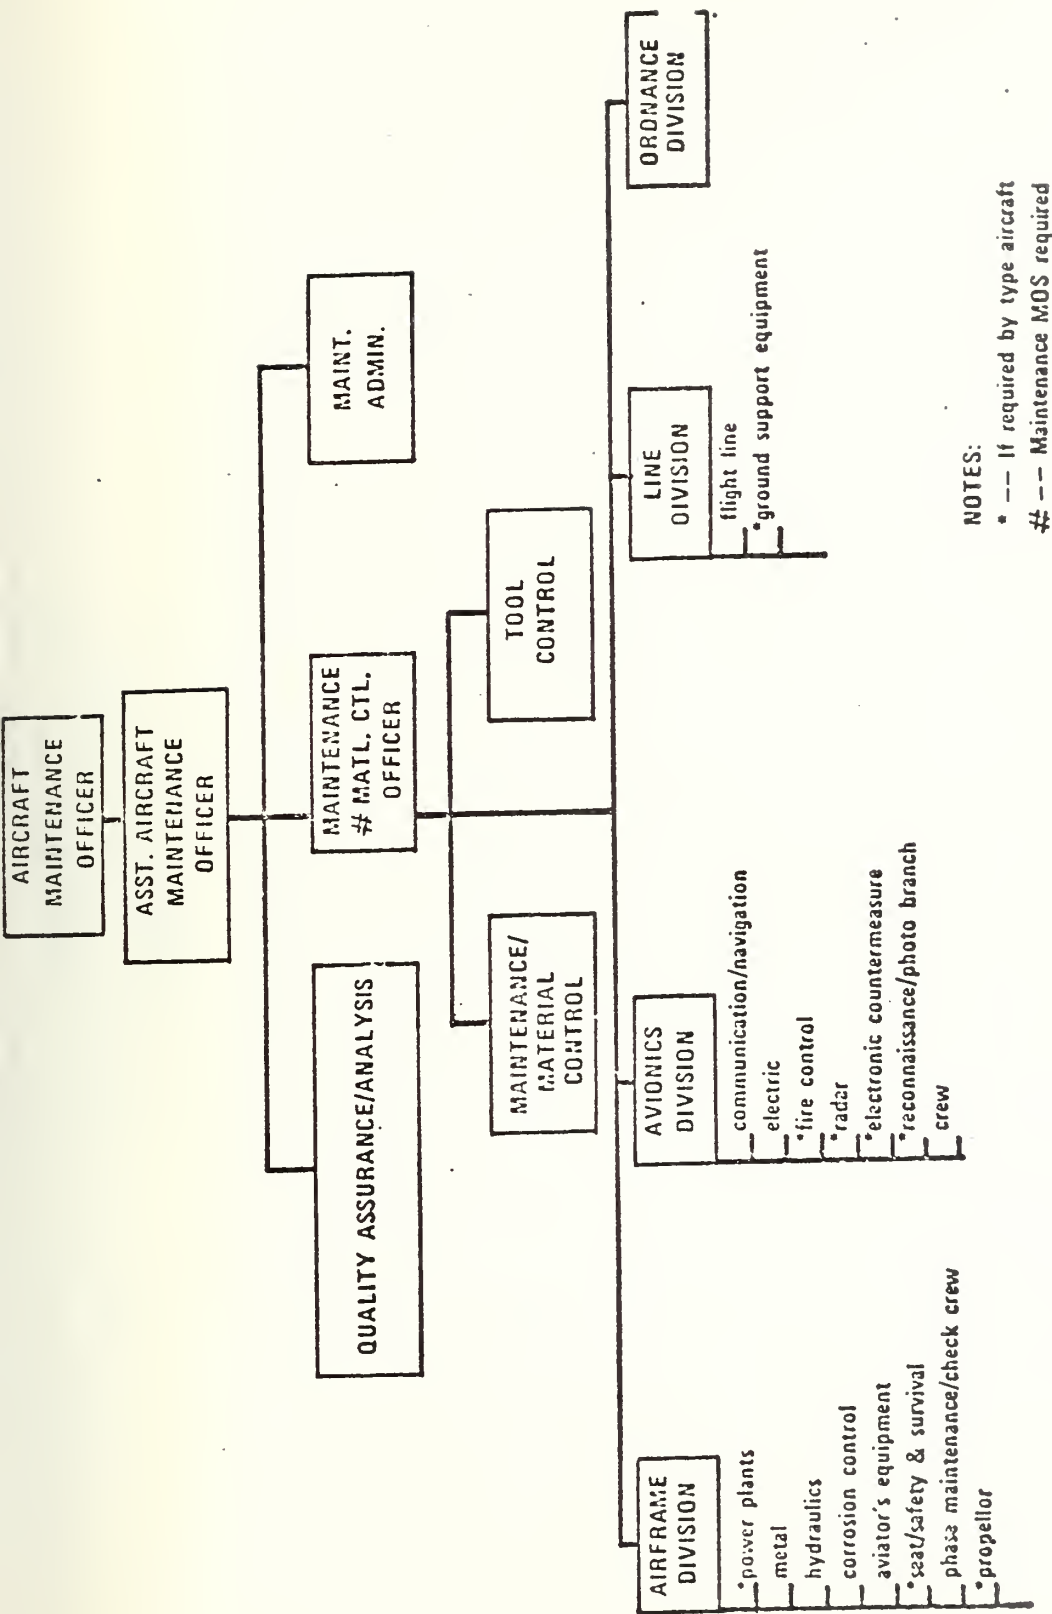 AIRCRAFT
MAINTENANCE
OFFICER
ASST. AIRCRAFT
MAINTENANCE
OFFICER
QUALITY ASSURANCE/ANALYSIS
MAINTENANCE
# MATL. CTL.
OFFICER
MAINT.
ADMIN.
MAINTENANCE/
MATERIAL
CONTROL
TOOL
CONTROL
AIRFRAME
DIVISION
*power plants
metal
hydraulics
corrosion control
aviator's equipment
*seat/safety & survival
phase maintenance/check crew
*propellor
AVIONICS
DIVISION
communication/navigation
electric
*fire control
*radar
*electronic countermeasure
*reconnaissance/photo branch
crew
LINE
DIVISION
flight line
*ground support equipment
ORDNANCE
DIVISION
NOTES:
* -- If required by type aircraft
# -- Maintenance MOS required